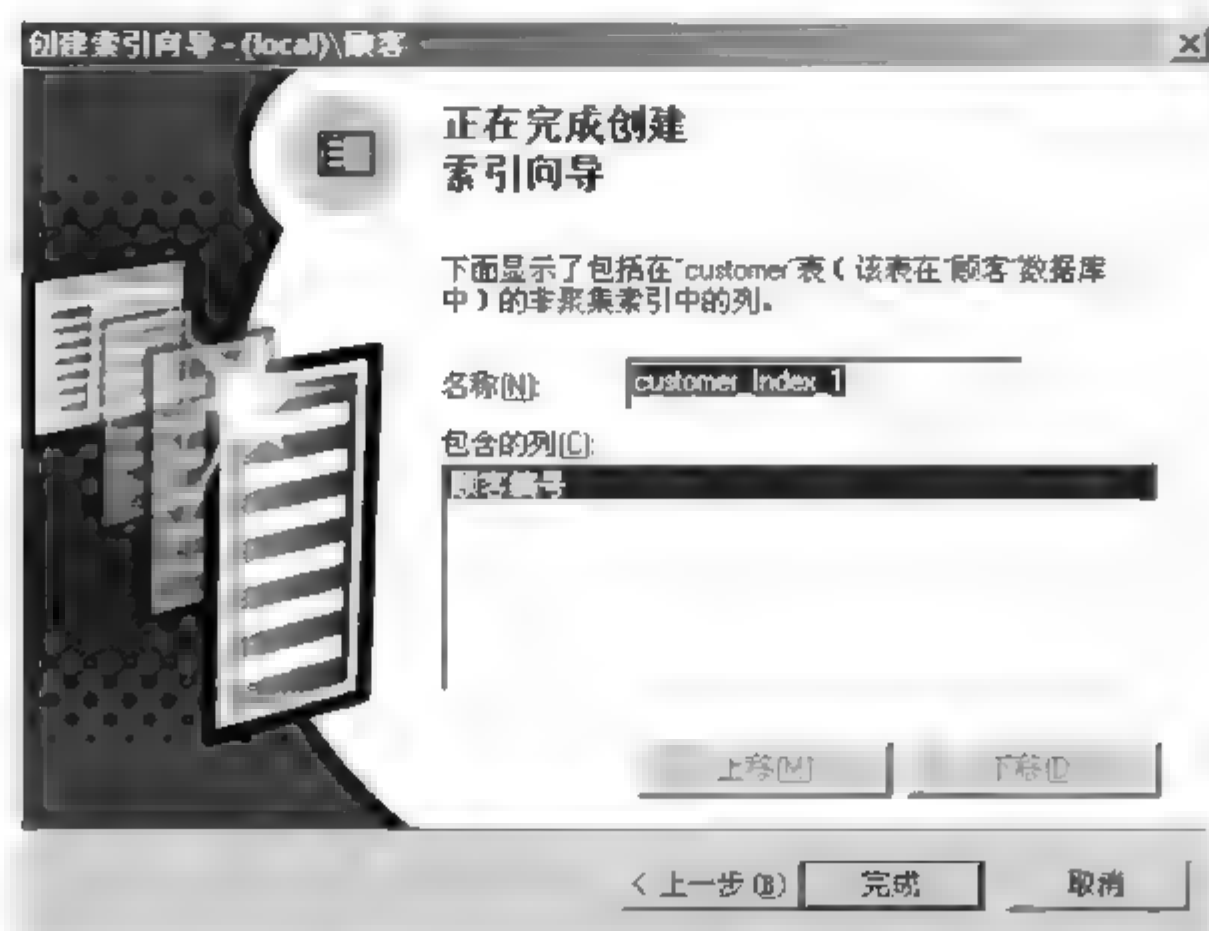 创建索引向导 - (local)\顾客
正在完成创建
索引向导
下面显示了包括在"customer"表(该表在"顾客"数据库
中)的非聚集索引中的列。
名称(N): customer_Index_1
包含的列(C):
顾客编号
上移(M) 下移(D
< 上一步(B) 完成 取消